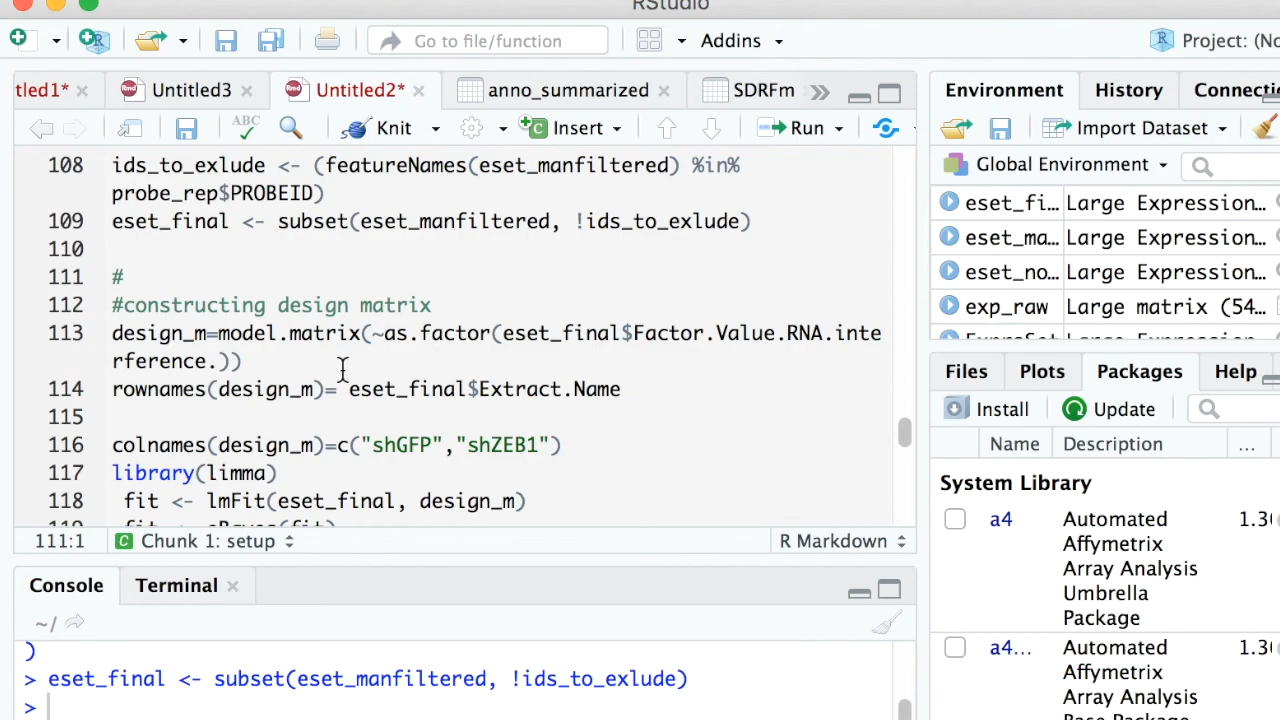 RStudio
Go to file/function
Addins
Project: (No
tled1*
Untitled3
Untitled2*
anno_summarized
SDRFm
Knit
ABC
Insert
Run
108 ids_to_exlude <- (featureNames(eset_manfiltered) %in%
probe_rep$PROBEID)
109 eset_final <- subset(eset_manfiltered, !ids_to_exlude)
110
111 #
112 #constructing design matrix
113 design_m=model.matrix(~as.factor(eset_final$Factor.Value.RNA.inte
rference.))
114 rownames(design_m)= eset_final$Extract.Name
115
116 colnames(design_m)=c("shGFP","shZEB1")
117 library(limma)
118 fit <- lmFit(eset_final, design_m)
111:1
C Chunk 1: setup
R Markdown
Console
Terminal
~/
)
> eset_final <- subset(eset_manfiltered, !ids_to_exlude)
>
Environment
History
Connecti
Import Dataset
Global Environment
eset_fi… Large Expression…
eset_ma… Large Expression…
eset_no… Large Expression…
exp_raw Large matrix (54…
Files
Plots
Packages
Help
Install
Update
Name
Description
…
System Library
a4 Automated 1.3
Affymetrix
Array Analysis
Umbrella
Package
a4… Automated 1.3
Affymetrix
Array Analysis